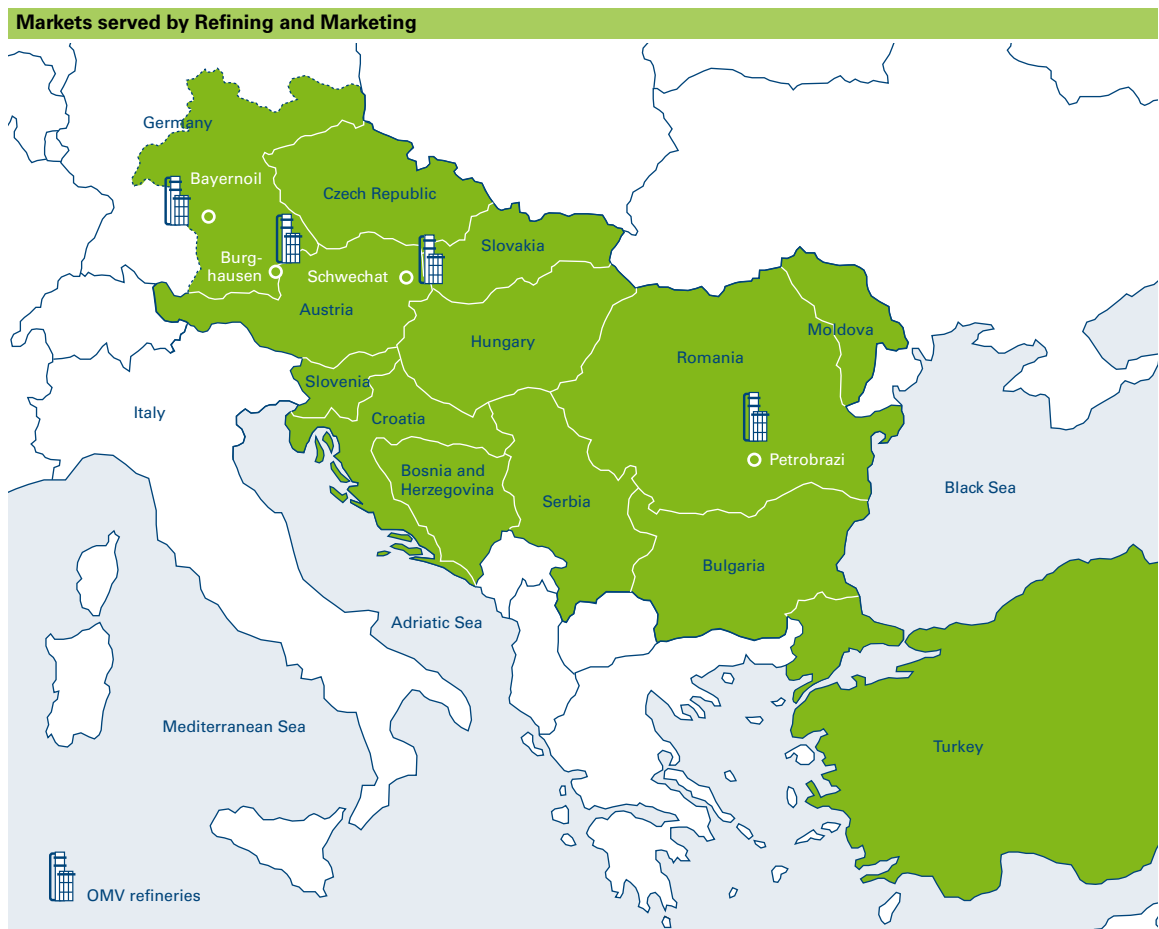 Markets served by Refining and Marketing
Germany
Bayernoil
Czech Republic
Slovakia
Burg-
hausen
Schwechat
Austria
Moldova
Hungary
Romania
Slovenia
Italy
Croatia
Petrobrazi
Bosnia and
Herzegovina
Serbia
Black Sea
Bulgaria
Adriatic Sea
Mediterranean Sea
Turkey
OMV refineries